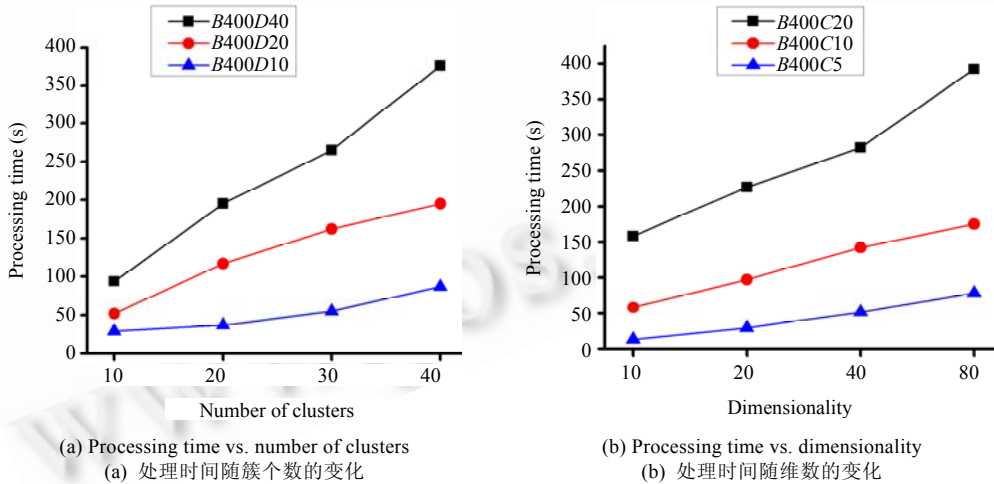 B400D40
B400D20
B400D10
400
350
300
250
200
150
100
50
0
Processing time (s)
10 20 30 40
Number of clusters
(a) Processing time vs. number of clusters
(a) 处理时间随簇个数的变化
B400C20
B400C10
B400C5
400
350
300
250
200
150
100
50
0
Processing time (s)
10 20 40 80
Dimensionality
(b) Processing time vs. dimensionality
(b) 处理时间随维数的变化